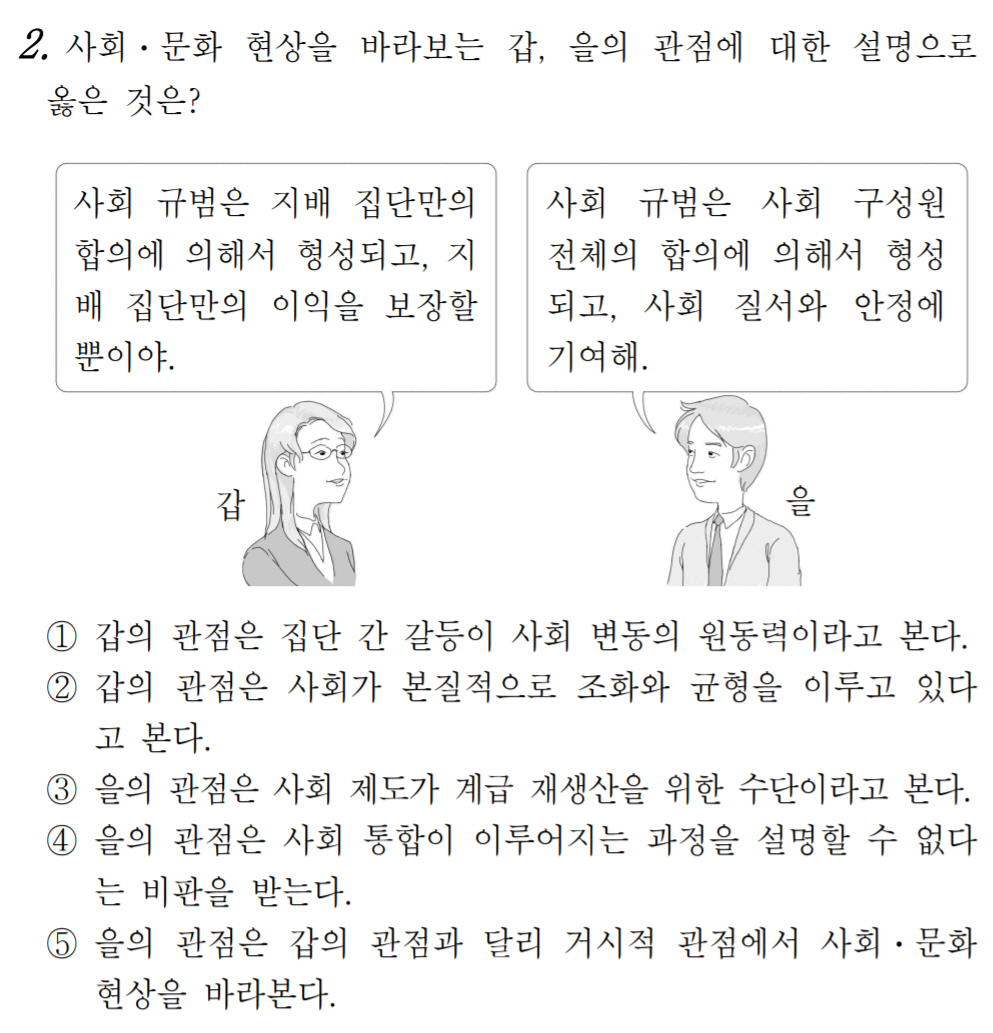 2. 사회・문화 현상을 바라보는 갑, 을의 관점에 대한 설명으로
옳은 것은?
사회 규범은 지배 집단만의
합의에 의해서 형성되고, 지
배 집단만의 이익을 보장할
뿐이야.
사회 규범은 사회 구성원
전체의 합의에 의해서 형성
되고, 사회 질서와 안정에
기여해.
갑
을
① 갑의 관점은 집단 간 갈등이 사회 변동의 원동력이라고 본다.
② 갑의 관점은 사회가 본질적으로 조화와 균형을 이루고 있다
고 본다.
③ 을의 관점은 사회 제도가 계급 재생산을 위한 수단이라고 본다.
④ 을의 관점은 사회 통합이 이루어지는 과정을 설명할 수 없다
는 비판을 받는다.
⑤ 을의 관점은 갑의 관점과 달리 거시적 관점에서 사회・문화
현상을 바라본다.